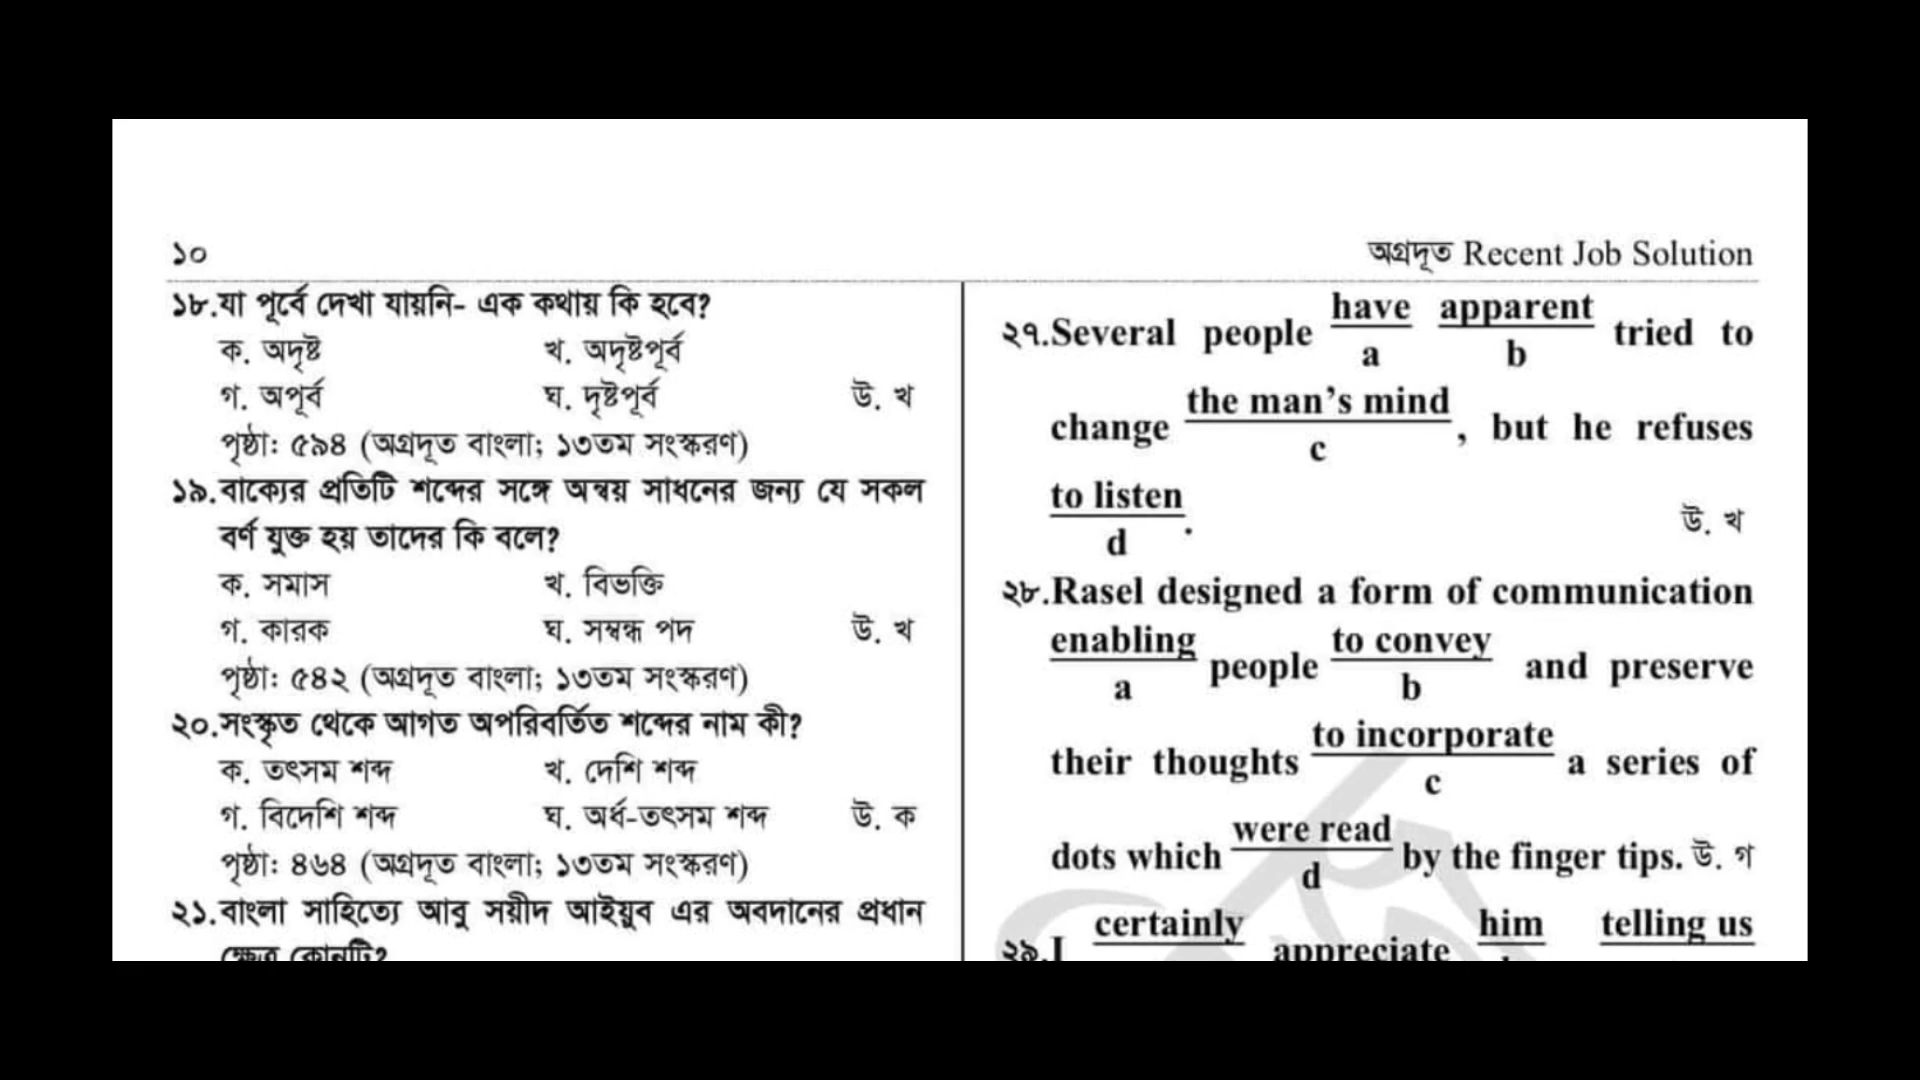 ১০
অগ্রদূত Recent Job Solution
১৮.যা পূর্বে দেখা যায়নি- এক কথায় কি হবে?
ক. অদৃষ্ট খ. অদৃষ্টপূর্ব
গ. অপূর্ব ঘ. দৃষ্টপূর্ব উ. খ
পৃষ্ঠা: ৫৯৪ (অগ্রদূত বাংলা; ১৩তম সংস্করণ)
১৯.বাক্যের প্রতিটি শব্দের সঙ্গে অন্বয় সাধনের জন্য যে সকল
বর্ণ যুক্ত হয় তাদের কি বলে?
ক. সমাস খ. বিভক্তি
গ. কারক ঘ. সম্বন্ধ পদ উ. খ
পৃষ্ঠা: ৫৪২ (অগ্রদূত বাংলা; ১৩তম সংস্করণ)
২০.সংস্কৃত থেকে আগত অপরিবর্তিত শব্দের নাম কী?
ক. তৎসম শব্দ খ. দেশি শব্দ
গ. বিদেশি শব্দ ঘ. অর্ধ-তৎসম শব্দ উ. ক
পৃষ্ঠা: ৪৬৪ (অগ্রদূত বাংলা; ১৩তম সংস্করণ)
২১.বাংলা সাহিত্যে আবু সয়ীদ আইয়ুব এর অবদানের প্রধান
ক্ষেত্র কোনটি?
২৭.Several people have apparent tried to
a b
change the man's mind, but he refuses
c
to listen.
d উ. খ
২৮.Rasel designed a form of communication
enabling people to convey and preserve
a b
their thoughts to incorporate a series of
c
dots which were read by the finger tips. উ. গ
d
২৯.I certainly appreciate him telling us